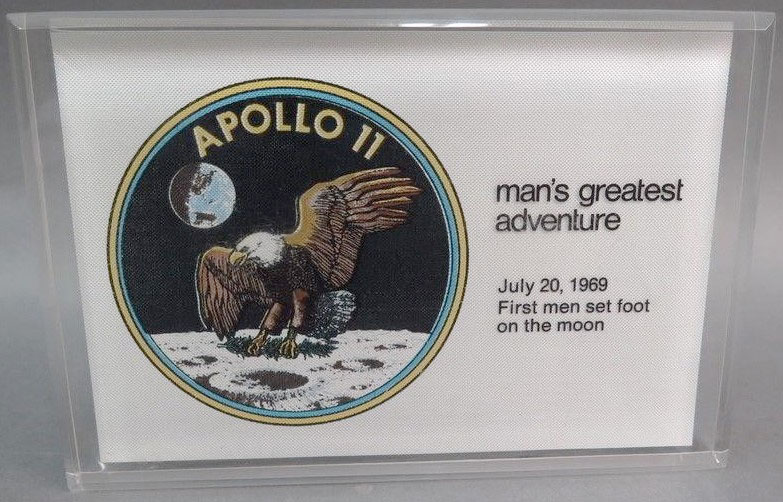 APOLLO 11
man's greatest
adventure
July 20, 1969
First men set foot
on the moon